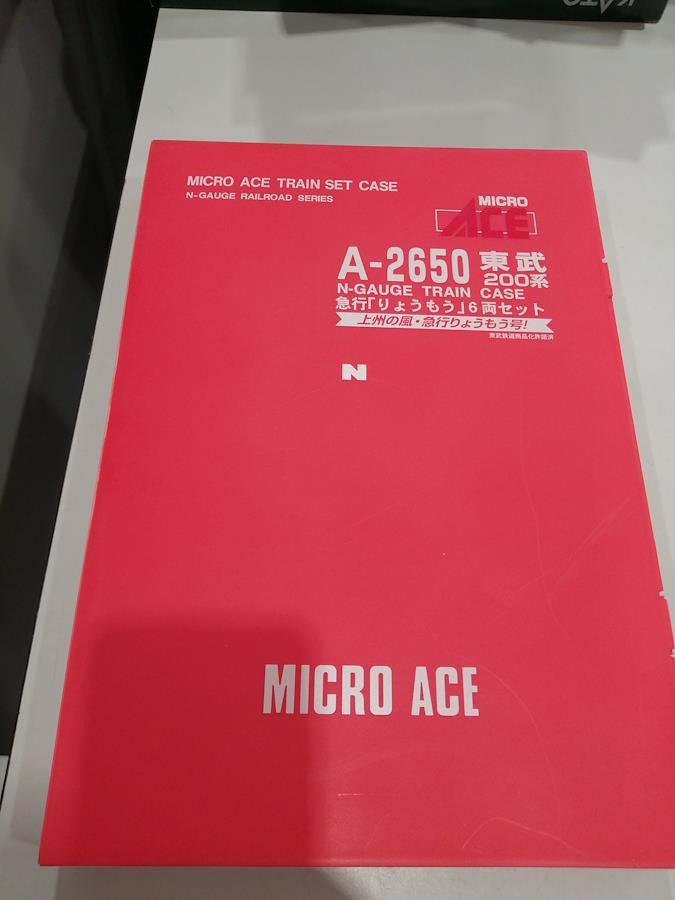 KATO
MICRO ACE TRAIN SET CASE
N-GAUGE RAILROAD SERIES
MICRO
ACE
A-2650 東武
200系
N-GAUGE TRAIN CASE
急行「りょうもう」6両セット
上州の風・急行りょうもう号!
東武鉄道商品化許諾済
N
MICRO ACE